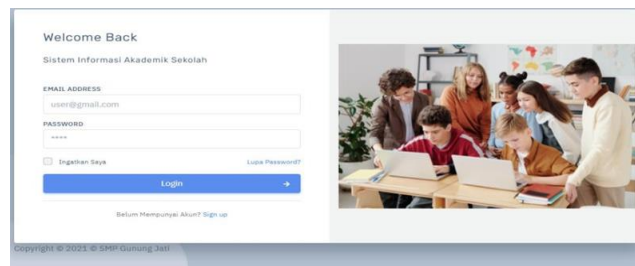 Welcome Back
Sistem Informasi Akademik Sekolah
EMAIL ADDRESS
user@gmail.com
PASSWORD
****
Ingatkan Saya
Lupa Password?
Login →
Belum Mempunyai Akun? Sign up
Copyright © 2021 © SMP Gunung Jati